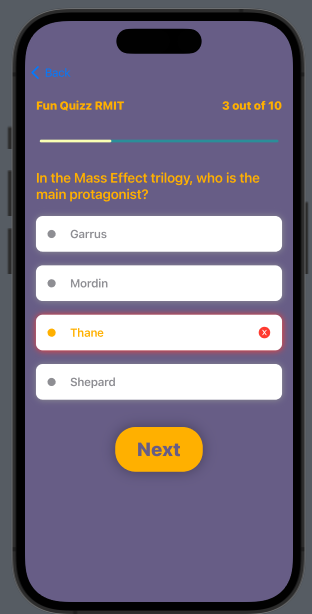 Back
Fun Quizz RMIT
3 out of 10
In the Mass Effect trilogy, who is the
main protagonist?
Garrus
Mordin
Thane
x
Shepard
Next